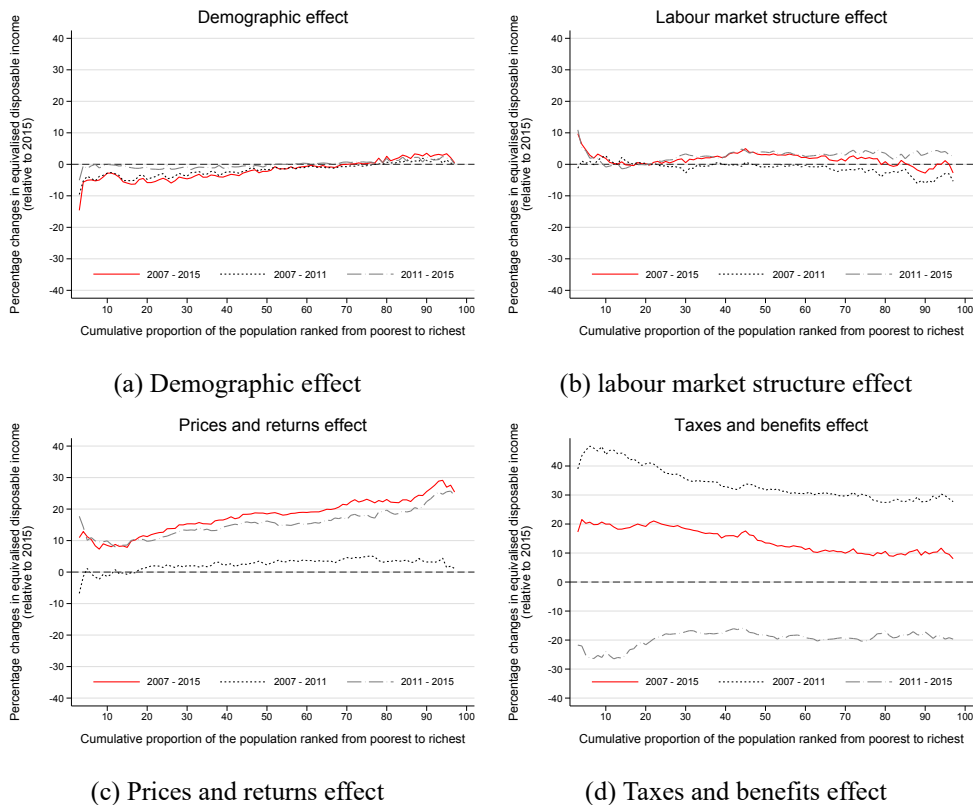 Demographic effect
Percentage changes in equivalised disposable income
(relative to 2015)
40
30
20
10
0
-10
-20
-30
-40
2007 - 2015
2007 - 2011
2011 - 2015
0 10 20 30 40 50 60 70 80 90 100
Cumulative proportion of the population ranked from poorest to richest
(a) Demographic effect
Labour market structure effect
Percentage changes in equivalised disposable income
(relative to 2015)
40
30
20
10
0
-10
-20
-30
-40
2007 - 2015
2007 - 2011
2011 - 2015
0 10 20 30 40 50 60 70 80 90 100
Cumulative proportion of the population ranked from poorest to richest
(b) labour market structure effect
Prices and returns effect
Percentage changes in equivalised disposable income
(relative to 2015)
40
30
20
10
0
-10
-20
-30
-40
2007 - 2015
2007 - 2011
2011 - 2015
0 10 20 30 40 50 60 70 80 90 100
Cumulative proportion of the population ranked from poorest to richest
(c) Prices and returns effect
Taxes and benefits effect
Percentage changes in equivalised disposable income
(relative to 2015)
40
30
20
10
0
-10
-20
-30
-40
2007 - 2015
2007 - 2011
2011 - 2015
0 10 20 30 40 50 60 70 80 90 100
Cumulative proportion of the population ranked from poorest to richest
(d) Taxes and benefits effect